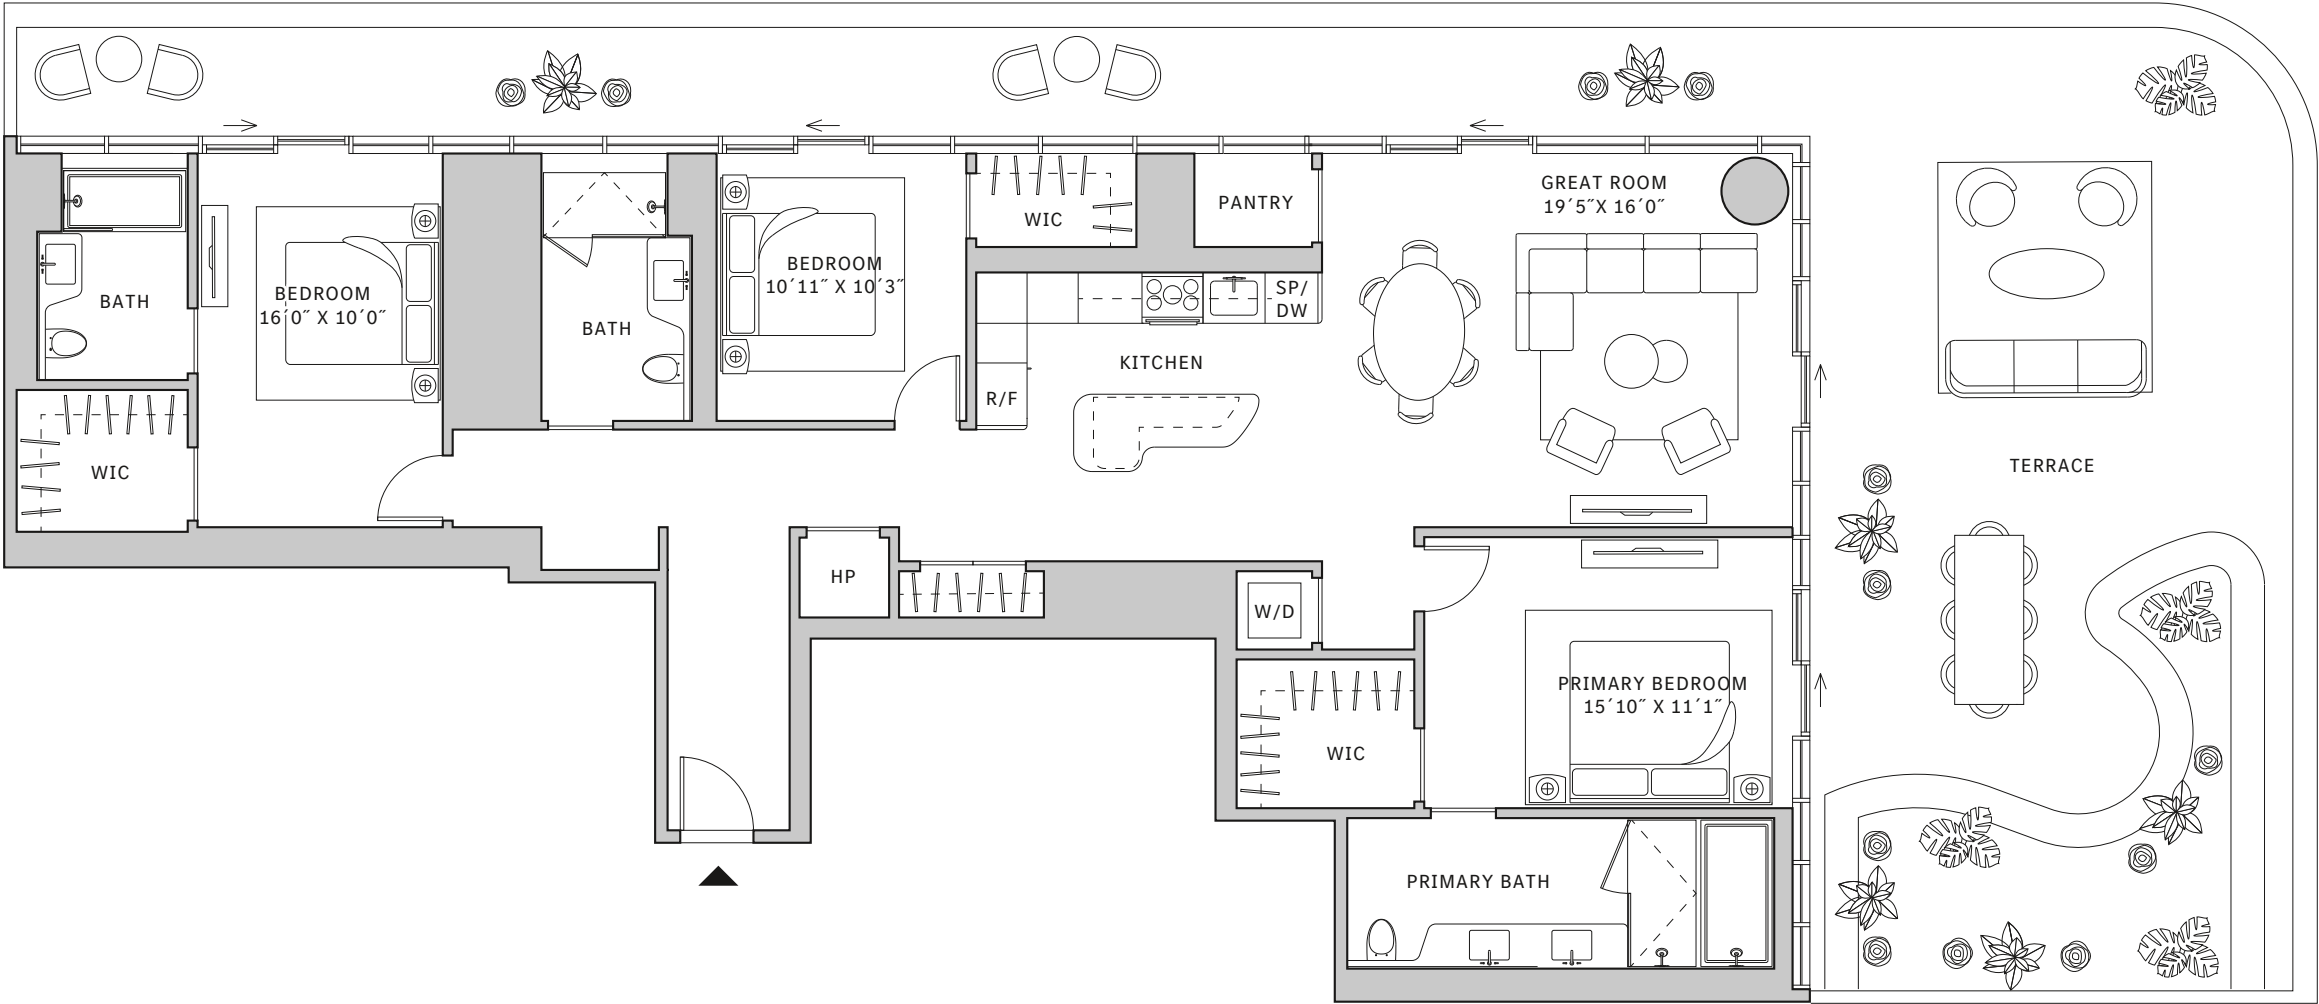 BATH
WIC
BEDROOM
16´0˝ X 10´0˝
BATH
BEDROOM
10´11˝ X 10´3˝
WIC
PANTRY
SP/
DW
KITCHEN
R/F
GREAT ROOM
19´5˝X 16´0˝
TERRACE
HP
W/D
WIC
PRIMARY BEDROOM
15´10˝ X 11´1˝
PRIMARY BATH